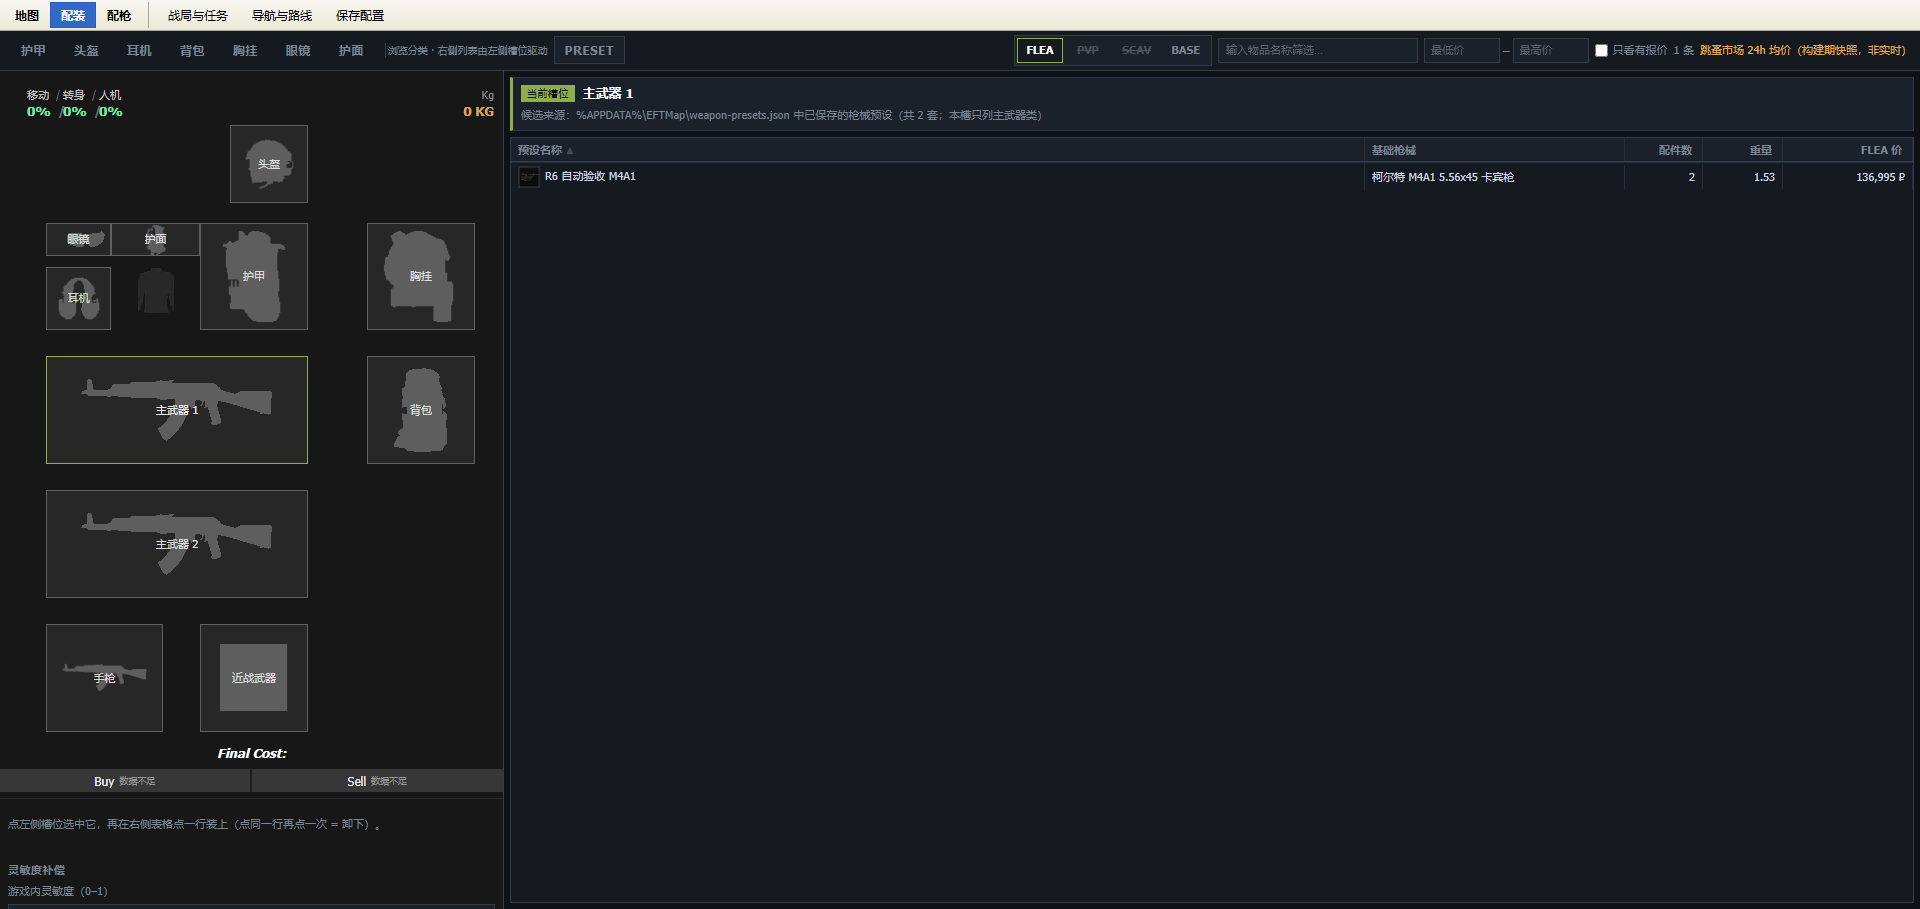 地图 配装 配枪 战局与任务 导航与路线 保存配置
护甲 头盔 耳机 背包 胸挂 眼镜 护面 浏览分类 · 右侧列表由左侧槽位驱动 PRESET FLEA PVP SCAV BASE 输入物品名称筛选... 最低价 – 最高价 只看有报价 1 条 跳蚤市场 24h 均价（构建期快照，非实时）
移动 / 转身 / 人机 Kg
0% /0% /0% 0 KG
头盔
眼镜 护面
护甲 胸挂
耳机
主武器 1 背包
主武器 2
手枪 近战武器
Final Cost:
Buy 数据不足 Sell 数据不足
点左侧槽位选中它，再在右侧表格点一行装上（点同一行再点一次 = 卸下）。
灵敏度补偿
游戏内灵敏度（0–1）
当前槽位 主武器 1
候选来源：%APPDATA%\EFTMap\weapon-presets.json 中已保存的枪械预设（共 2 套；本槽只列主武器类）
预设名称 ▲ 基础枪械 配件数 重量 FLEA 价
R6 自动验收 M4A1 柯尔特 M4A1 5.56x45 卡宾枪 2 1.53 136,995 ₽